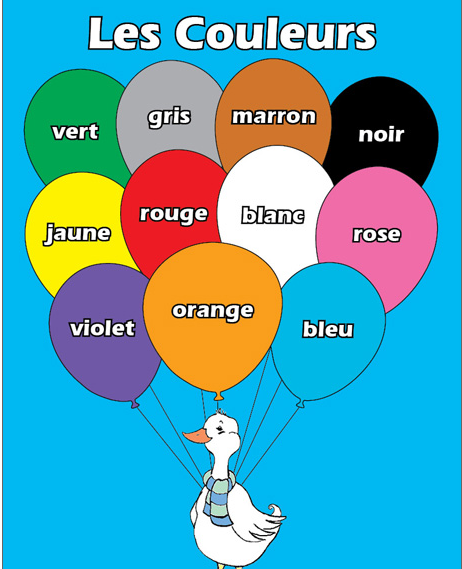 Les Couleurs
vert
gris
marron
noir
jaune
rouge
blanc
rose
violet
orange
bleu